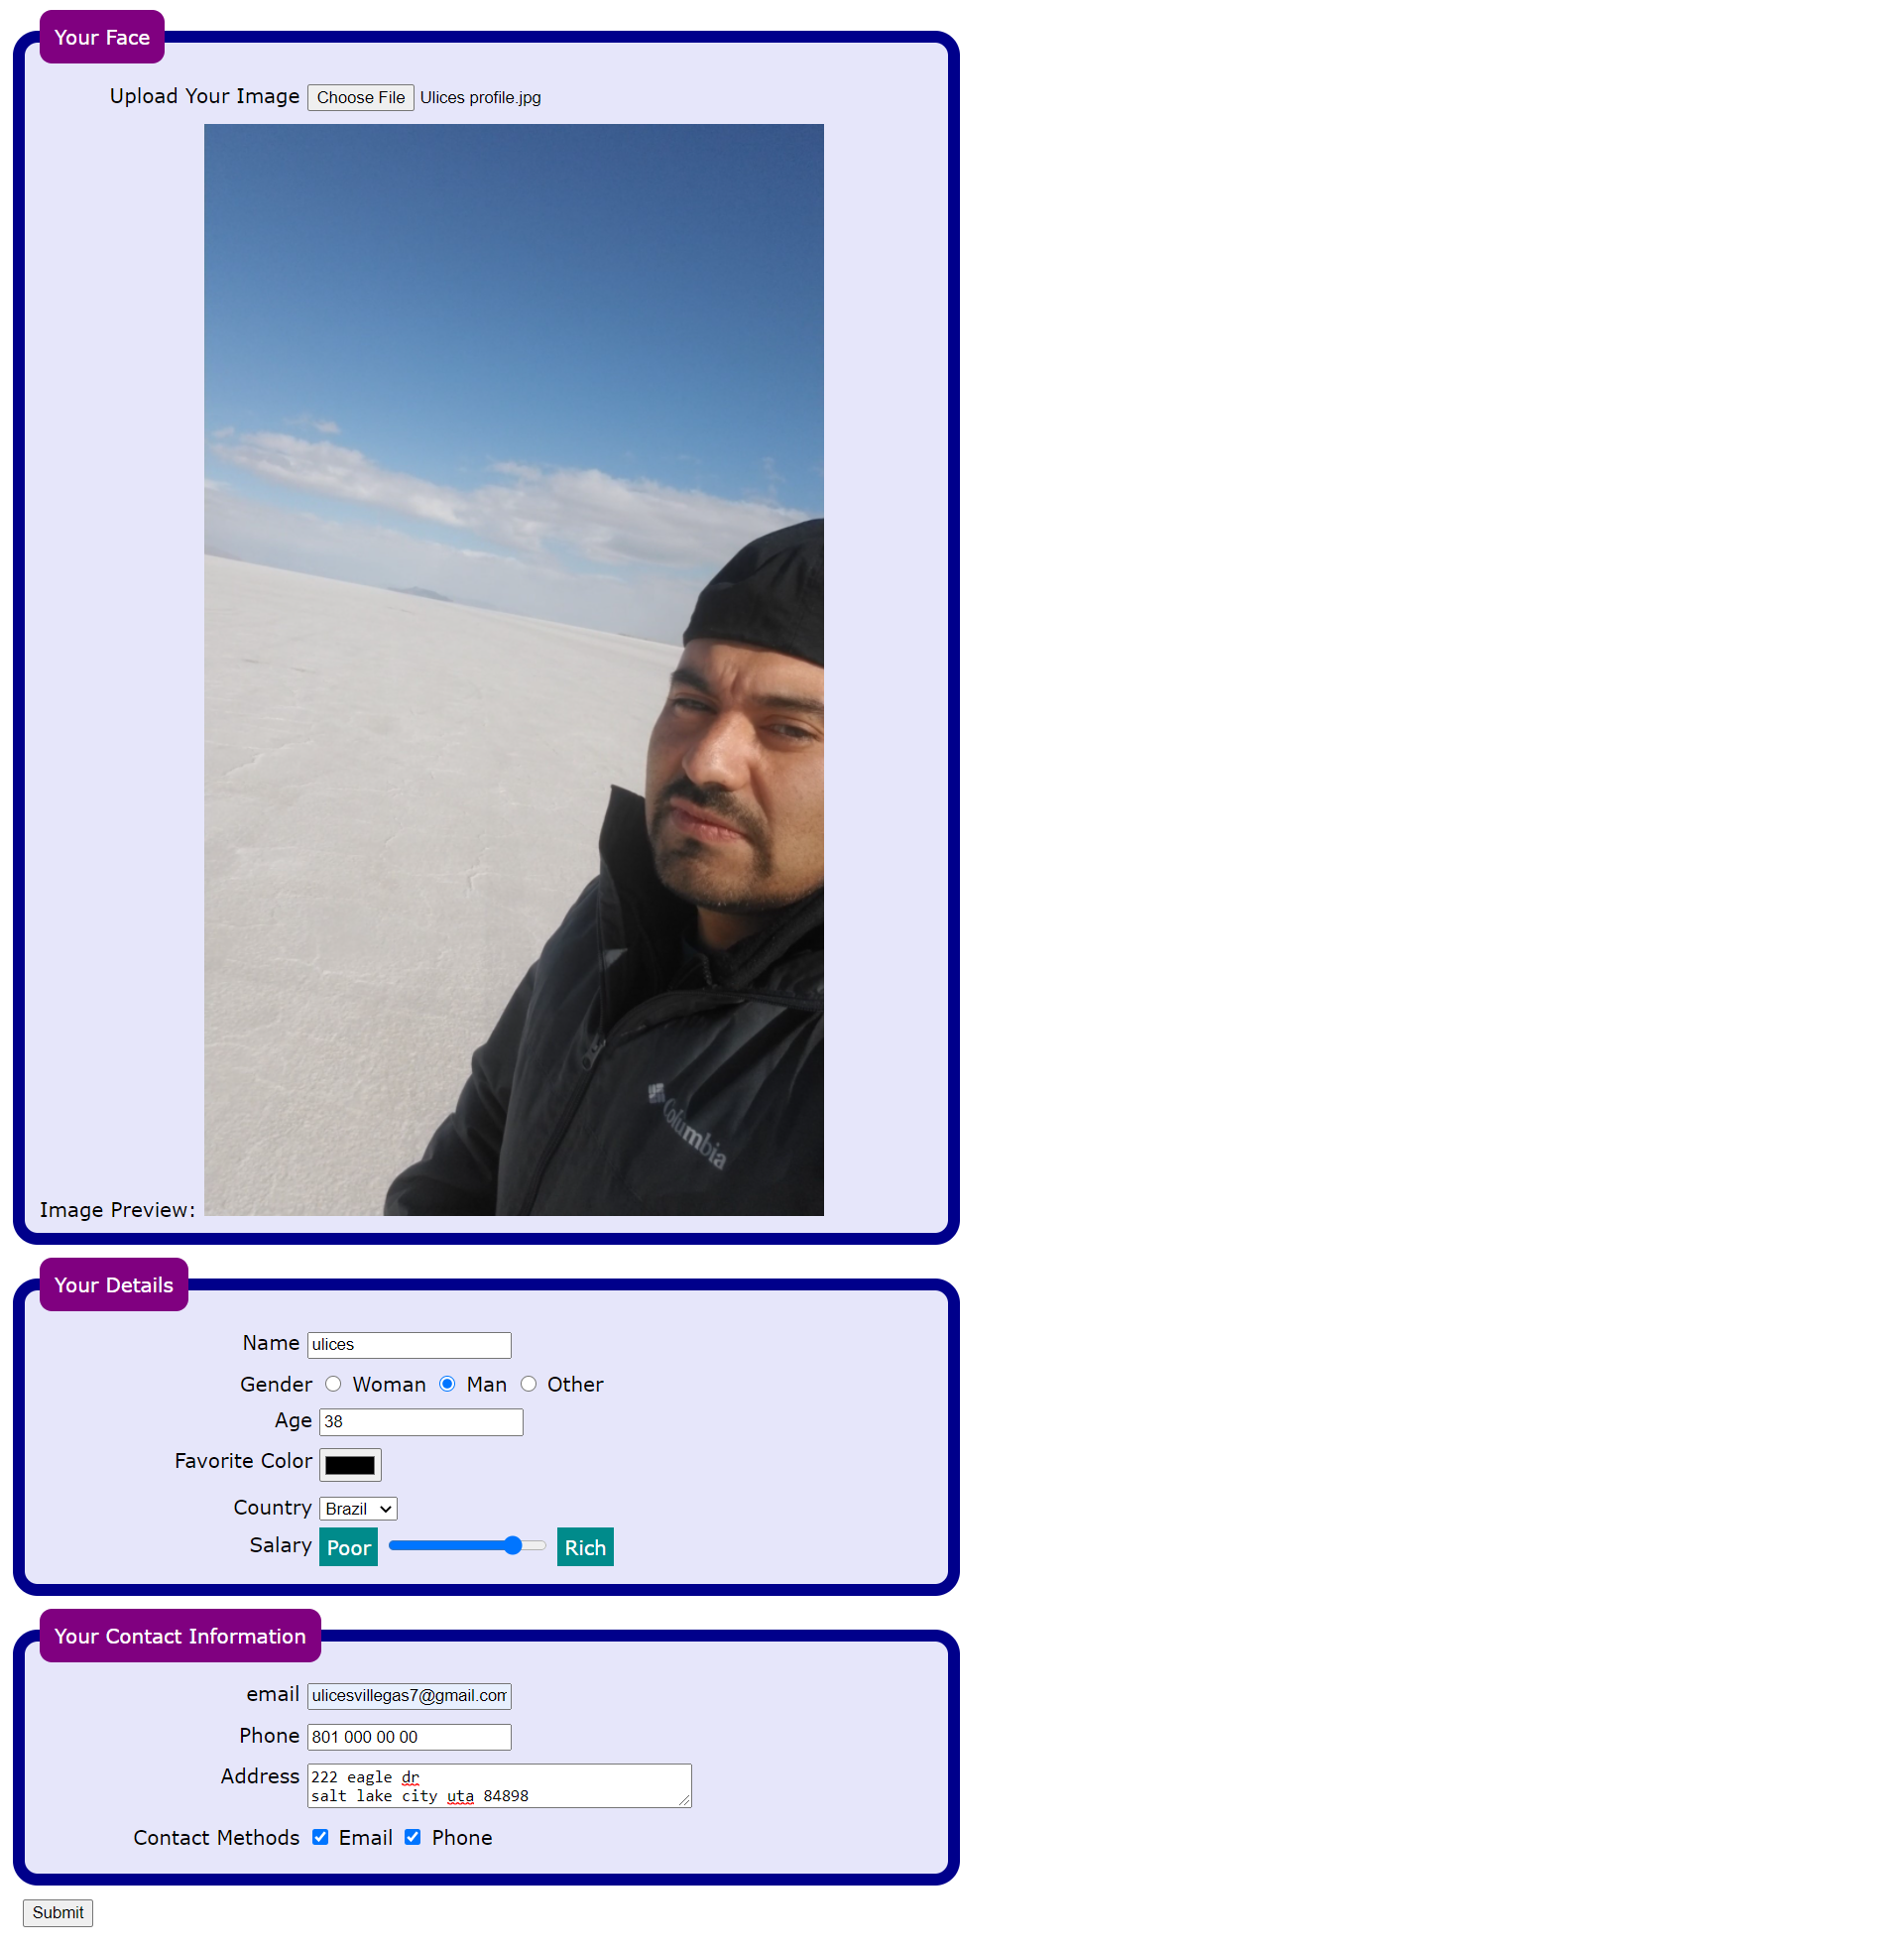 Your Face
Upload Your Image Choose File Ulices profile.jpg
Columbia
Image Preview:
Your Details
Name ulices
Gender Woman Man Other
Age 38
Favorite Color
Country Brazil
Salary Poor Rich
Your Contact Information
email ulicesvillegas7@gmail.com
Phone 801 000 00 00
Address 222 eagle dr
salt lake city uta 84898
Contact Methods Email Phone
Submit